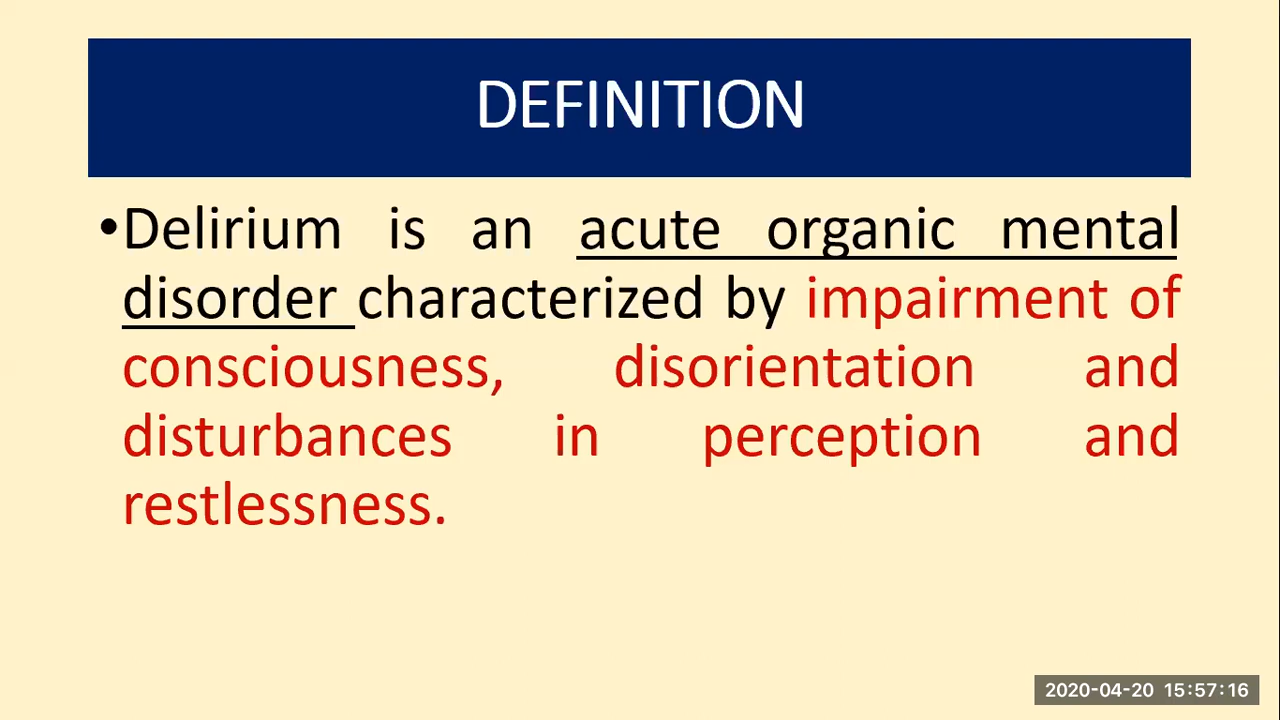 DEFINITION
•Delirium is an acute organic mental
disorder characterized by impairment of
consciousness, disorientation and
disturbances in perception and
restlessness.
2020-04-20 15:57:16